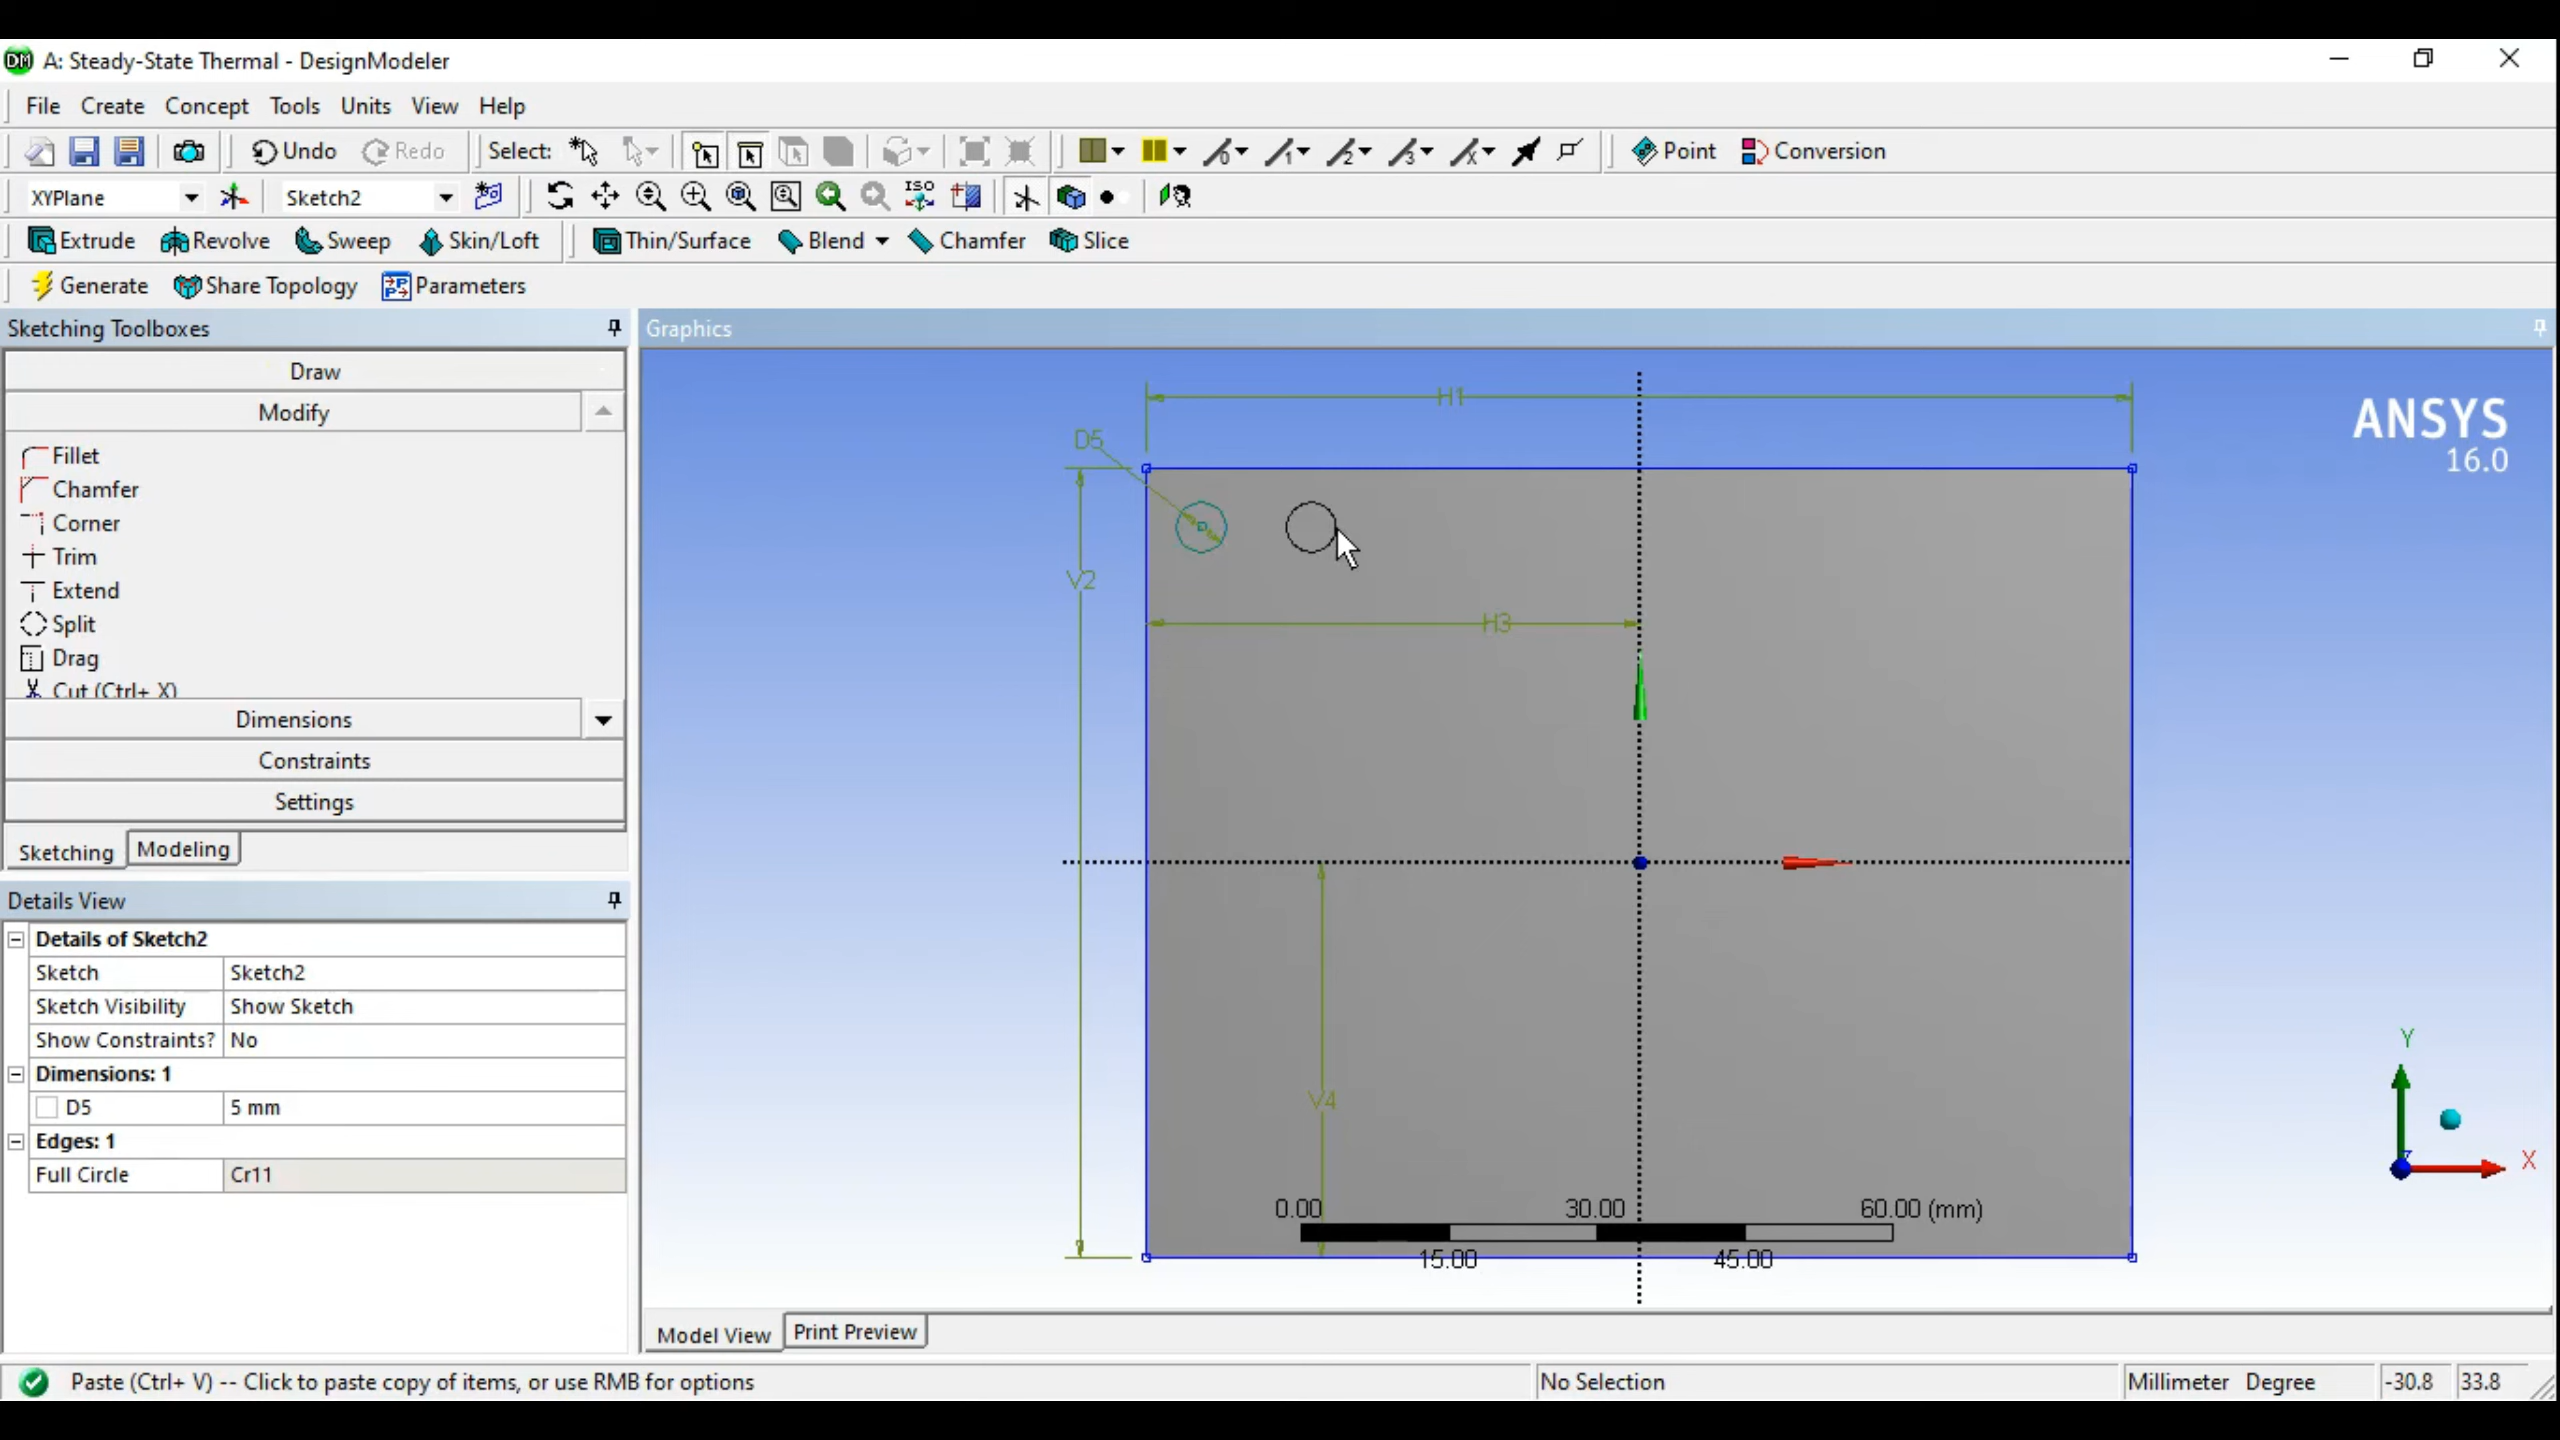 A: Steady-State Thermal - DesignModeler
File Create Concept Tools Units View Help
Undo Redo Select: Point Conversion
XYPlane Sketch2
Extrude Revolve Sweep Skin/Loft Thin/Surface Blend Chamfer Slice
Generate Share Topology Parameters
Sketching Toolboxes
Draw
Modify
Fillet
Chamfer
Corner
Trim
Extend
Split
Drag
Cut (Ctrl+ X)
Dimensions
Constraints
Settings
Sketching Modeling
Details View
Details of Sketch2
Sketch Sketch2
Sketch Visibility Show Sketch
Show Constraints? No
Dimensions: 1
D5 5 mm
Edges: 1
Full Circle Cr11
Graphics
ANSYS
16.0
H1
D5
V2
H3
V4
0.00 30.00 60.00 (mm)
15.00 45.00
Y
X
Model View Print Preview
Paste (Ctrl+ V) -- Click to paste copy of items, or use RMB for options No Selection Millimeter Degree -30.8 33.8